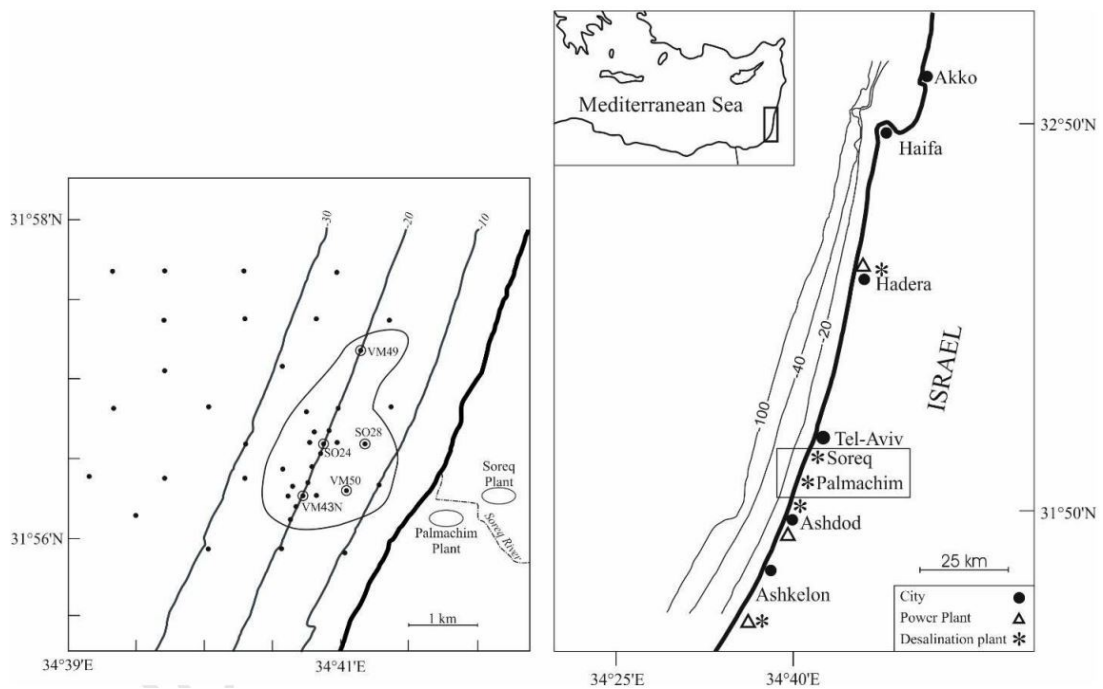 31°58'N
-30
-20
-10
VM49
SO28
SO24
VM50
VM43N
Soreq
Plant
Palmachim
Plant
Soreq River
31°56'N
1 km
34°39'E
34°41'E
Mediterranean Sea
Akko
32°50'N
Haifa
Hadera
ISRAEL
-20
-40
-100
Tel-Aviv
Soreq
Palmachim
31°50'N
Ashdod
25 km
Ashkelon
City
Power Plant
Desalination plant
34°25'E
34°40'E